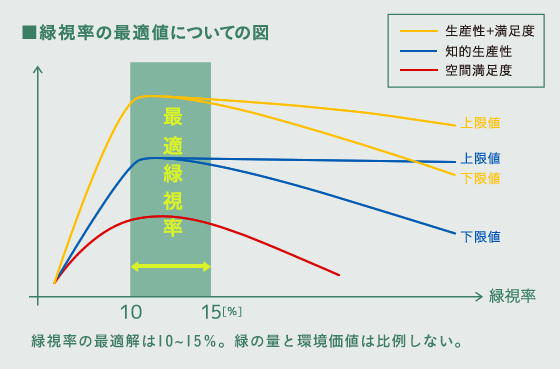 ■緑視率の最適値についての図
生産性+満足度
知的生産性
空間満足度
上限値
上限値
下限値
下限値
最適緑視率
緑視率
10
15[%]
緑視率の最適解は10~15%。緑の量と環境価値は比例しない。